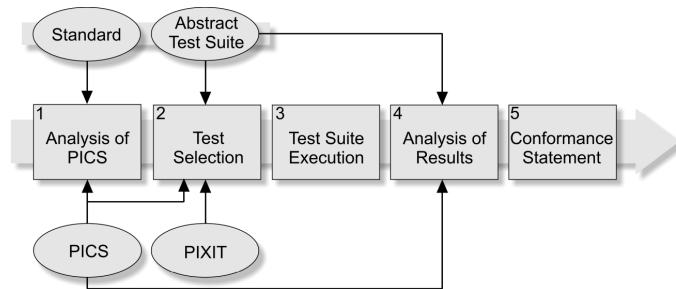 Standard
Abstract
Test Suite
1
Analysis of
PICS
2
Test
Selection
3
Test Suite
Execution
4
Analysis of
Results
5
Conformance
Statement
PICS
PIXIT